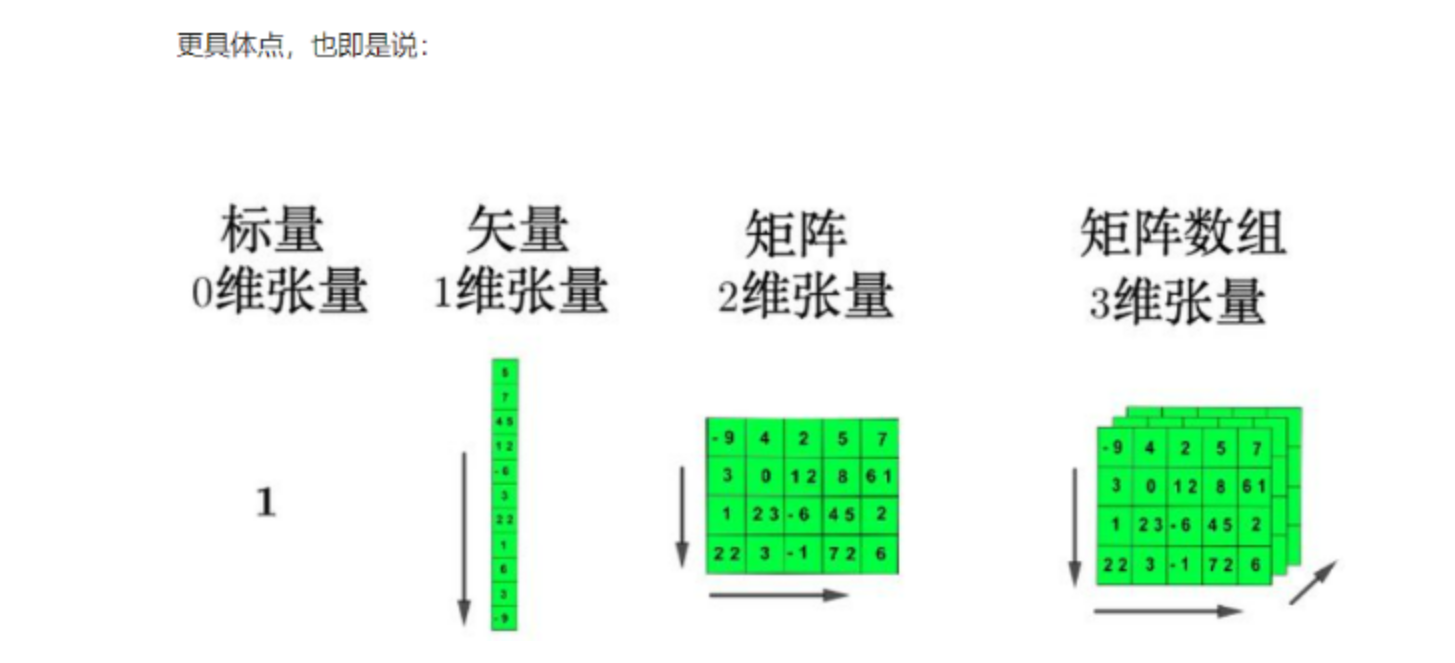 更具体点，也即是说：
标量
0维张量
矢量
1维张量
矩阵
2维张量
矩阵数组
3维张量
1
5
7
45
12
-6
3
22
1
6
3
-9
-9 4 2 5 7
3 0 12 8 61
1 23 -6 45 2
22 3 -1 72 6
-9 4 2 5 7
3 0 12 8 61
1 23 -6 45 2
22 3 -1 72 6